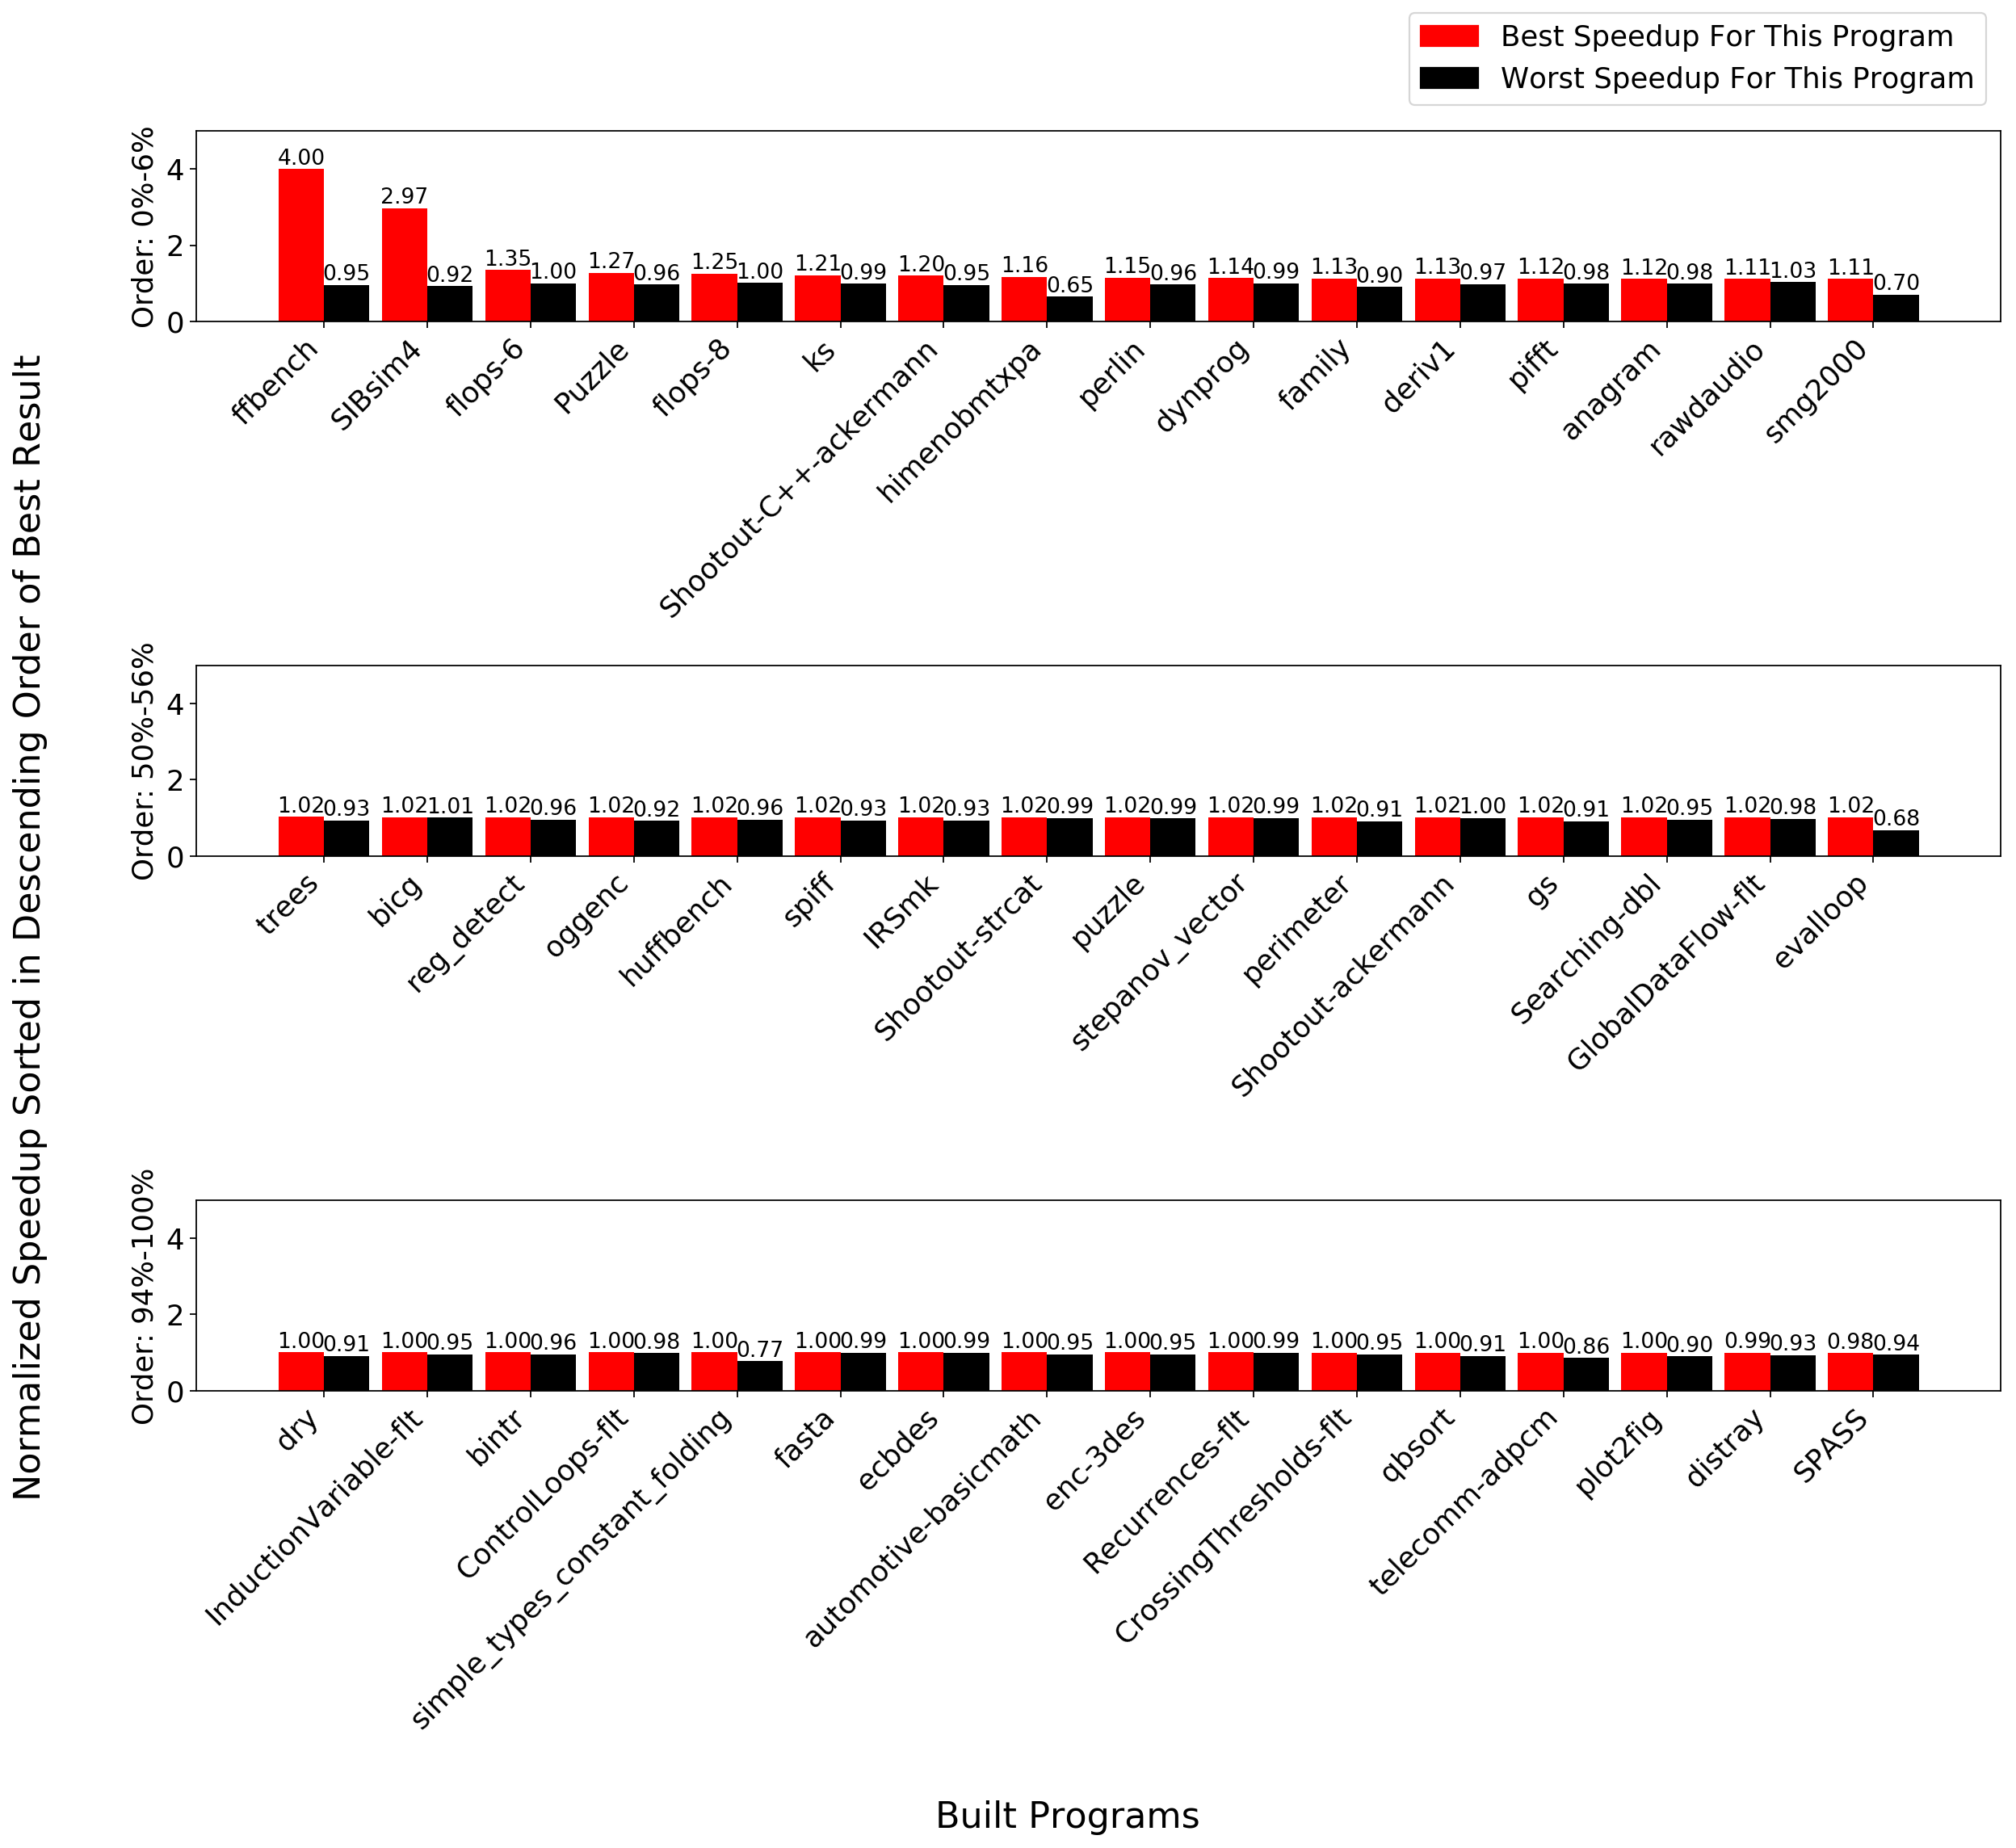 Best Speedup For This Program
Worst Speedup For This Program
Normalized Speedup Sorted in Descending Order of Best Result
Order: 0%-6%
4
2
0
4.00 0.95 2.97 0.92 1.35 1.00 1.27 0.96 1.25 1.00 1.21 0.99 1.20 0.95 1.16 0.65 1.15 0.96 1.14 0.99 1.13 0.90 1.13 0.97 1.12 0.98 1.12 0.98 1.11 1.03 1.11 0.70
ffbench
SIBsim4
flops-6
Puzzle
flops-8
ks
Shootout-C++-ackermann
himenobmtxpa
perlin
dynprog
family
deriv1
pifft
anagram
rawdaudio
smg2000
Order: 50%-56%
4
2
0
1.02 0.93 1.02 1.01 1.02 0.96 1.02 0.92 1.02 0.96 1.02 0.93 1.02 0.93 1.02 0.99 1.02 0.99 1.02 0.99 1.02 0.91 1.02 1.00 1.02 0.91 1.02 0.95 1.02 0.98 1.02 0.68
trees
bicg
reg_detect
oggenc
huffbench
spiff
IRSmk
Shootout-strcat
puzzle
stepanov_vector
perimeter
Shootout-ackermann
gs
Searching-dbl
GlobalDataFlow-flt
evalloop
Order: 94%-100%
4
2
0
1.00 0.91 1.00 0.95 1.00 0.96 1.00 0.98 1.00 0.77 1.00 0.99 1.00 0.99 1.00 0.95 1.00 0.95 1.00 0.99 1.00 0.95 1.00 0.91 1.00 0.86 1.00 0.90 0.99 0.93 0.98 0.94
dry
InductionVariable-flt
bintr
ControlLoops-flt
simple_types_constant_folding
fasta
ecbdes
automotive-basicmath
enc-3des
Recurrences-flt
CrossingThresholds-flt
qbsort
telecomm-adpcm
plot2fig
distray
SPASS
Built Programs